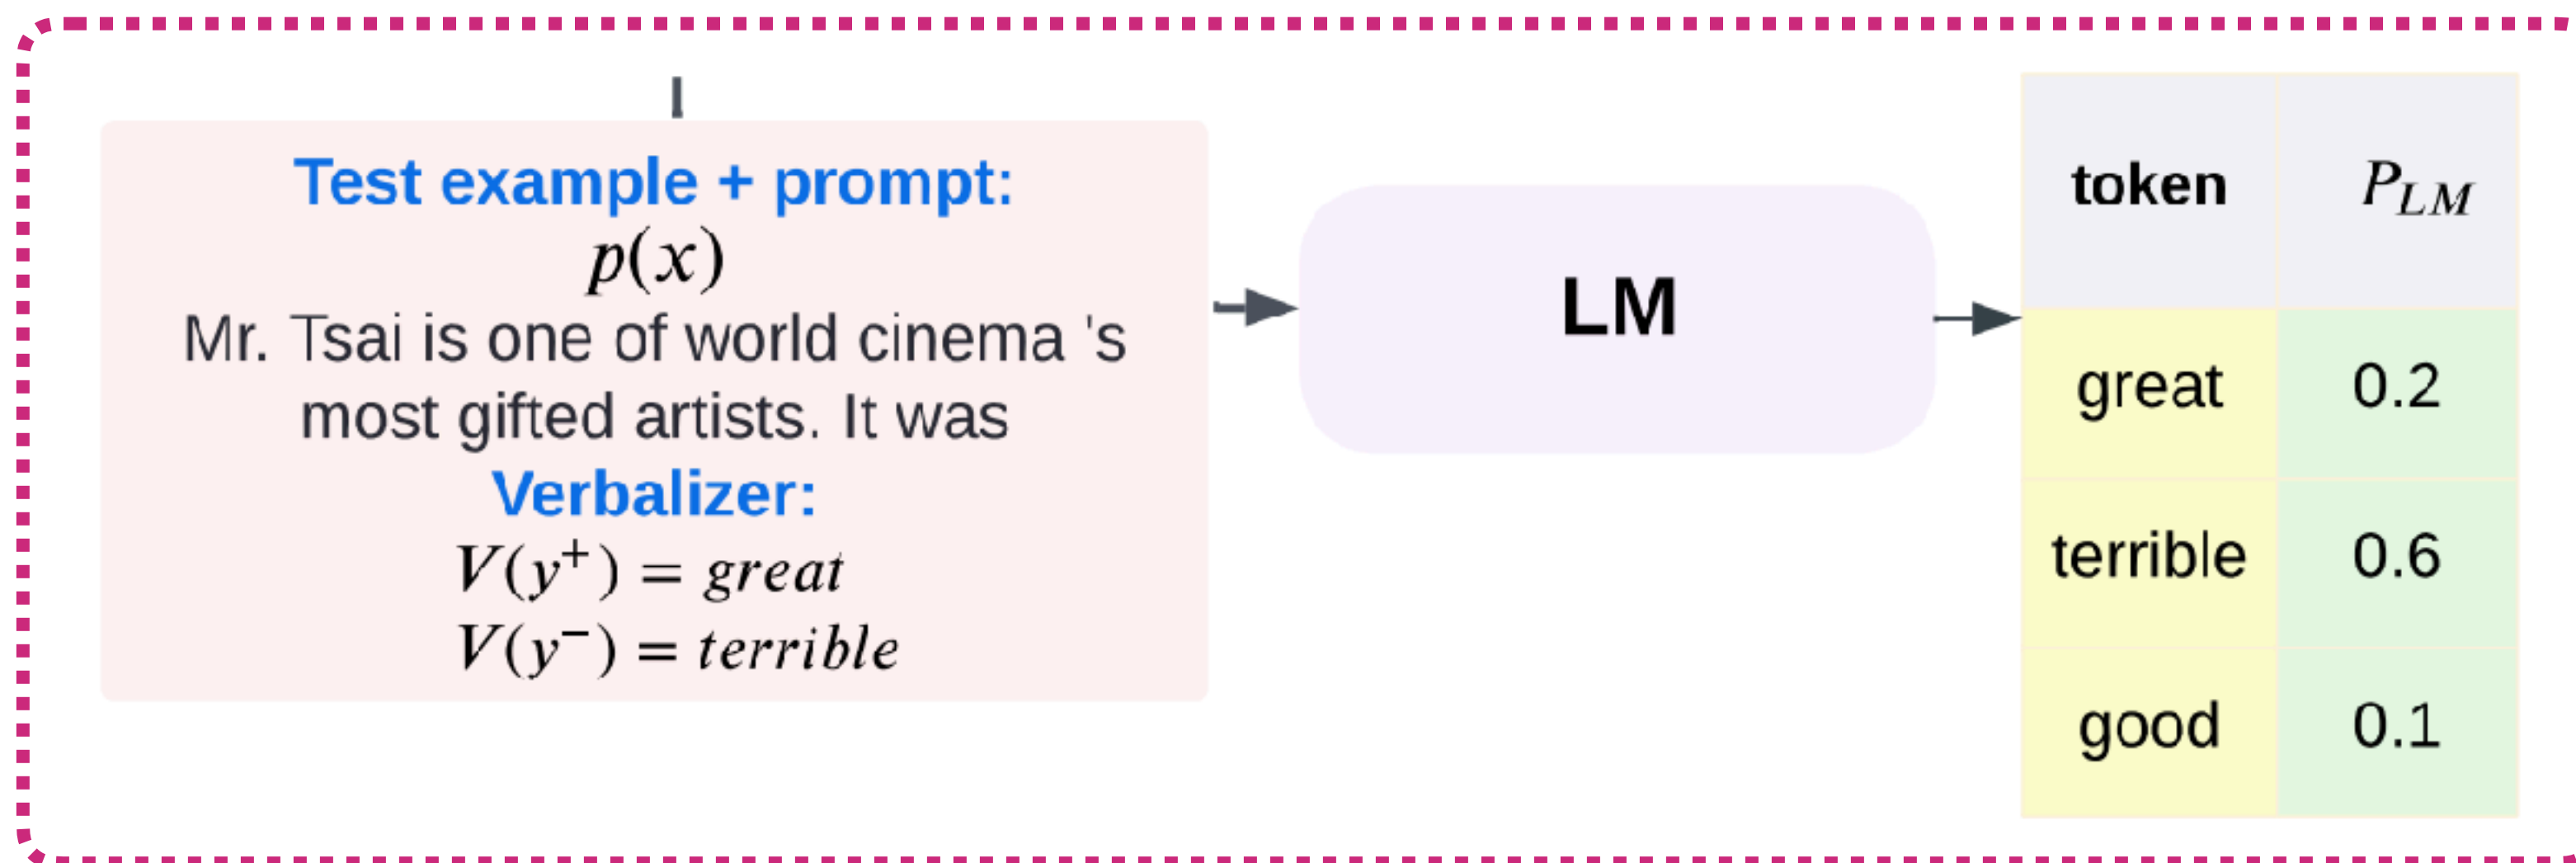 Test example + prompt:
p(x)
Mr. Tsai is one of world cinema 's
most gifted artists. It was
Verbalizer:
V(y⁺) = great
V(y⁻) = terrible
LM
token P_LM
great 0.2
terrible 0.6
good 0.1